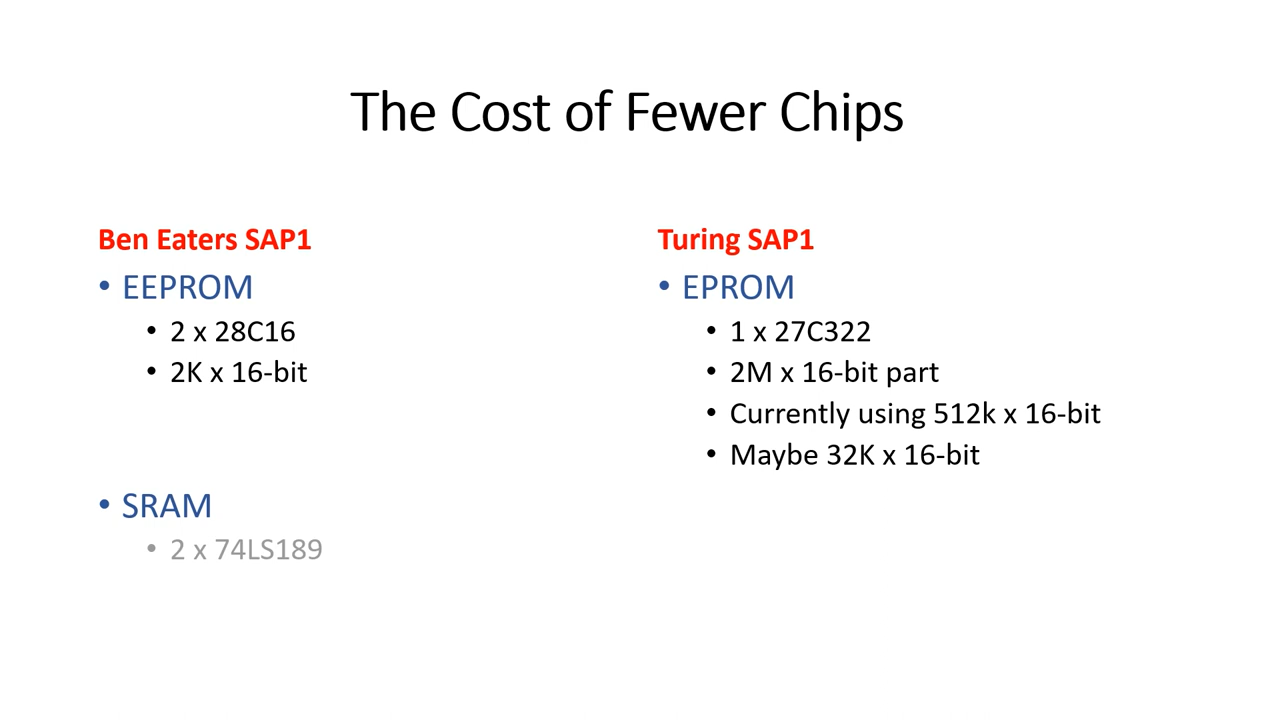 The Cost of Fewer Chips
Ben Eaters SAP1
• EEPROM
• 2 x 28C16
• 2K x 16-bit
• SRAM
• 2 x 74LS189
Turing SAP1
• EPROM
• 1 x 27C322
• 2M x 16-bit part
• Currently using 512k x 16-bit
• Maybe 32K x 16-bit